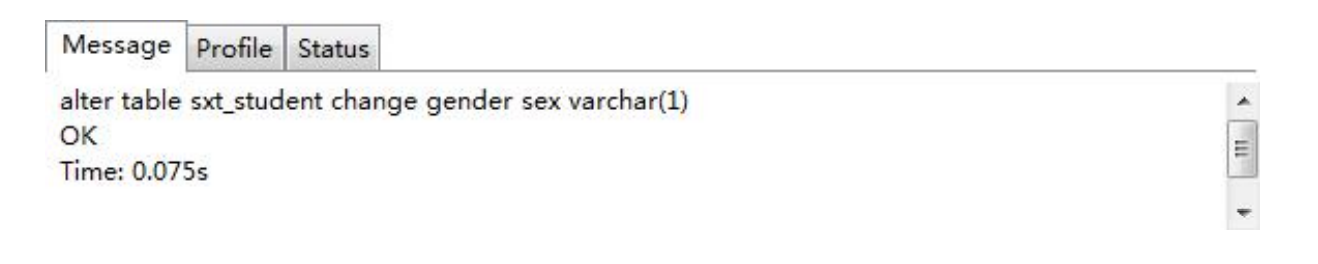 Message Profile Status
alter table sxt_student change gender sex varchar(1)
OK
Time: 0.075s